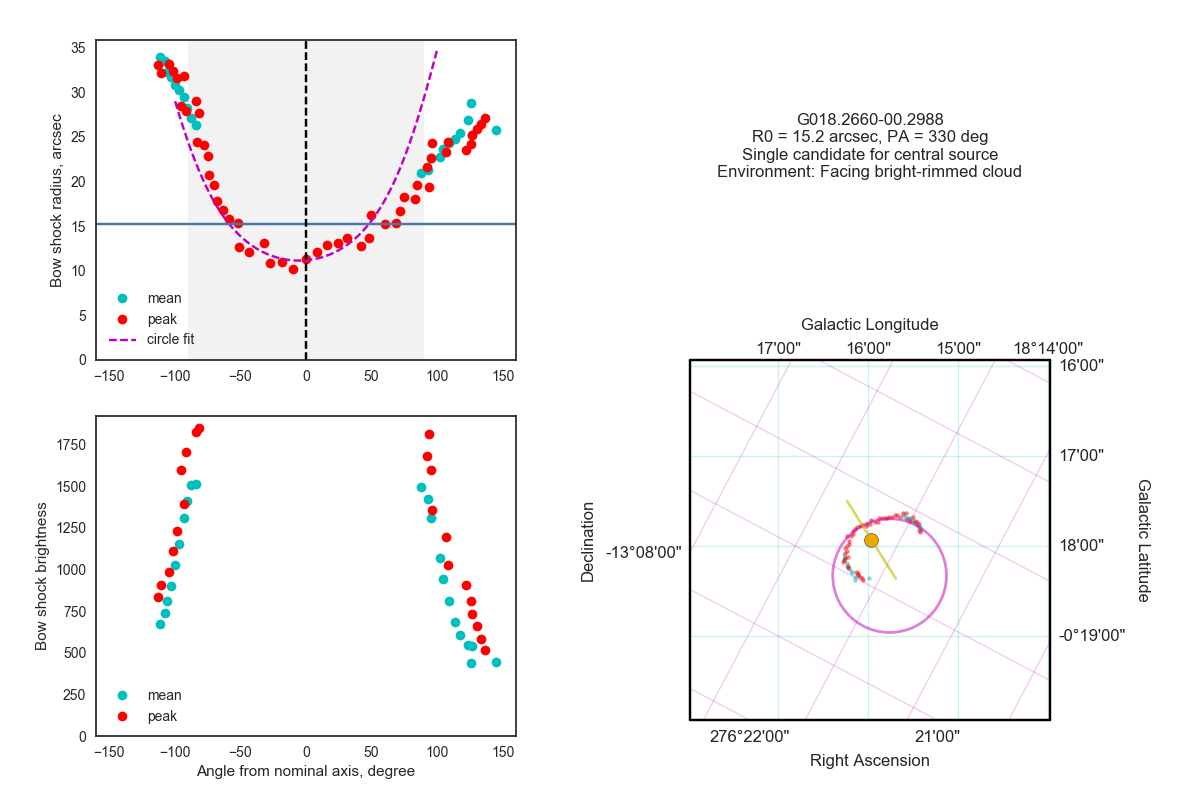 35
30
25
20
15
10
5
0
Bow shock radius, arcsec
mean
peak
circle fit
−150
−100
−50
0
50
100
150
G018.2660-00.2988
R0 = 15.2 arcsec, PA = 330 deg
Single candidate for central source
Environment: Facing bright-rimmed cloud
1750
1500
1250
1000
750
500
250
0
Bow shock brightness
mean
peak
−150
−100
−50
0
50
100
150
Angle from nominal axis, degree
Galactic Longitude
17'00"
16'00"
15'00"
18°14'00"
16'00"
17'00"
18'00"
-0°19'00"
Galactic Latitude
Declination
-13°08'00"
276°22'00"
21'00"
Right Ascension